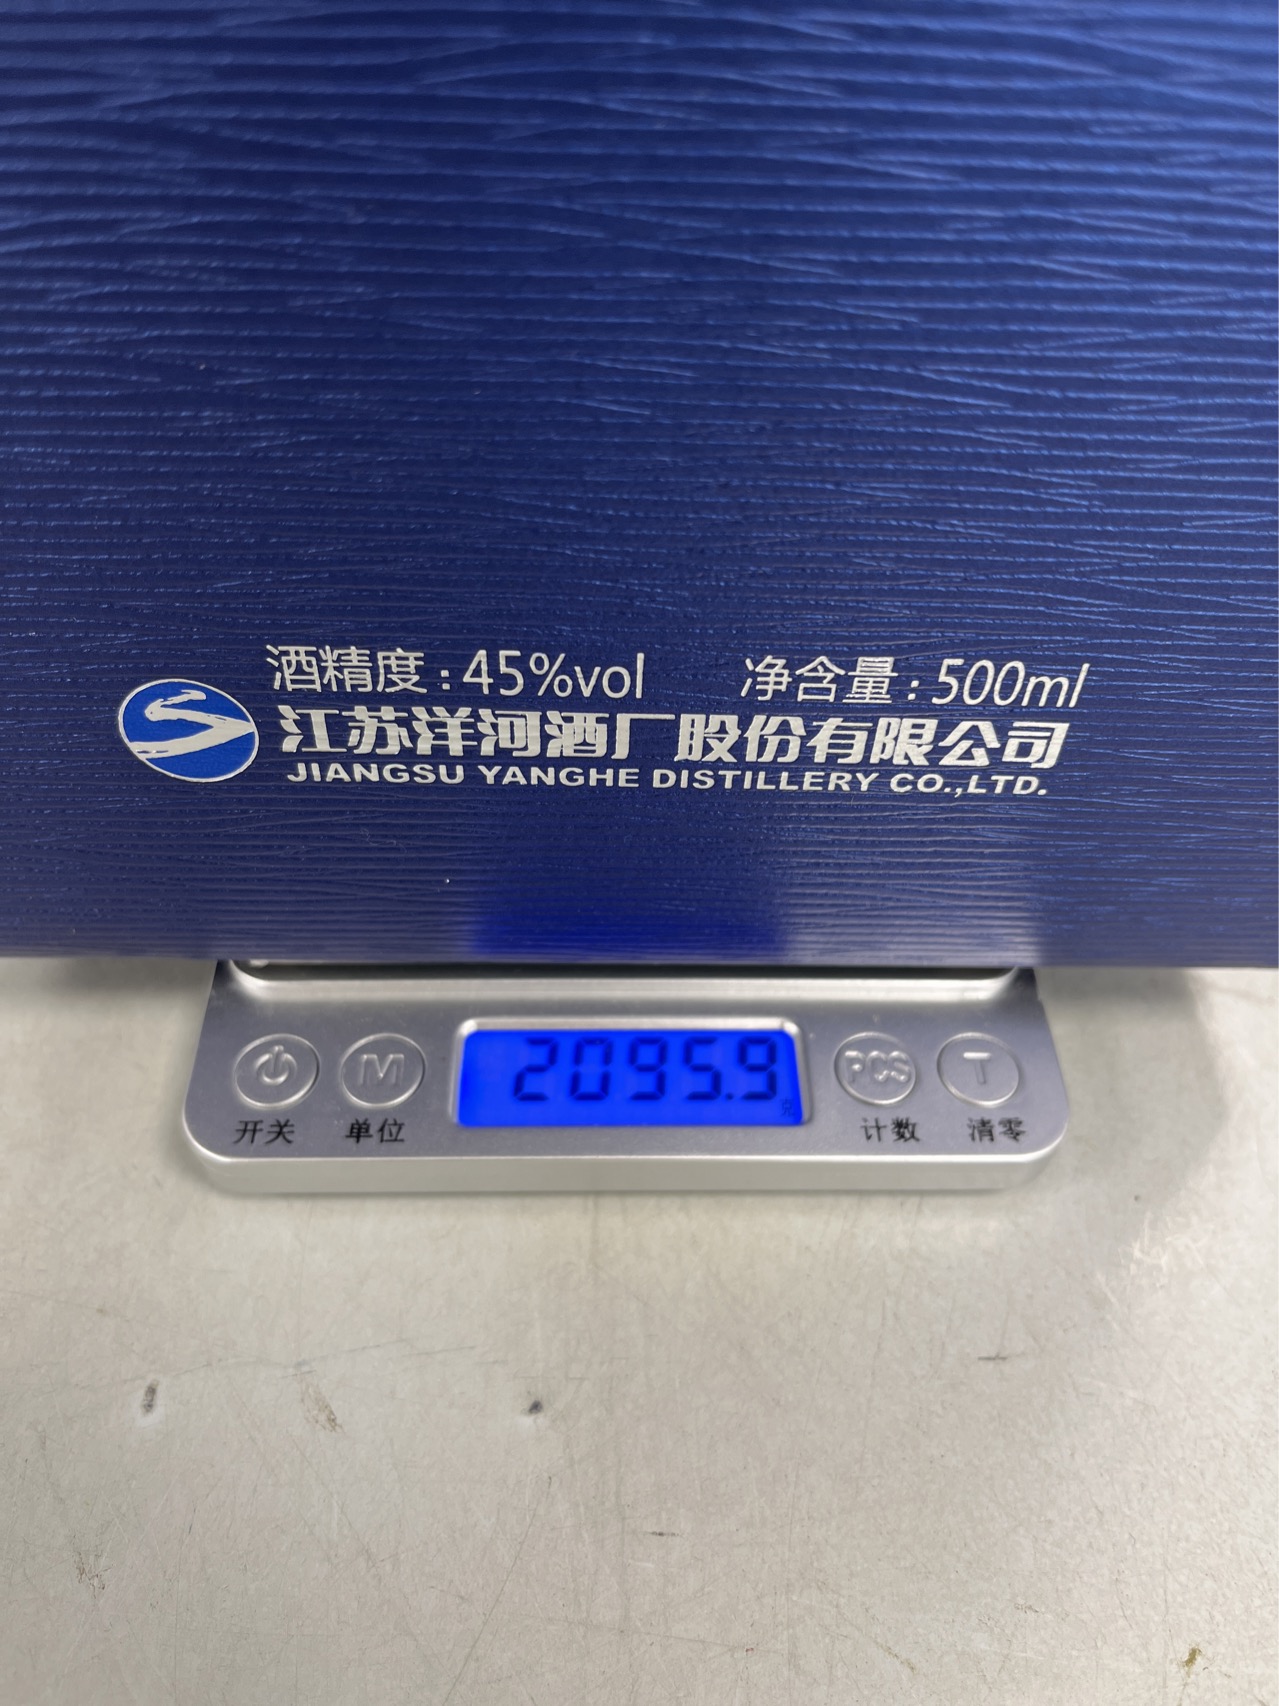 酒精度:45%vol 净含量:500ml
江苏洋河酒厂股份有限公司
JIANGSU YANGHE DISTILLERY CO.,LTD.
M 2095.9 克 PCS T
开关 单位 计数 清零